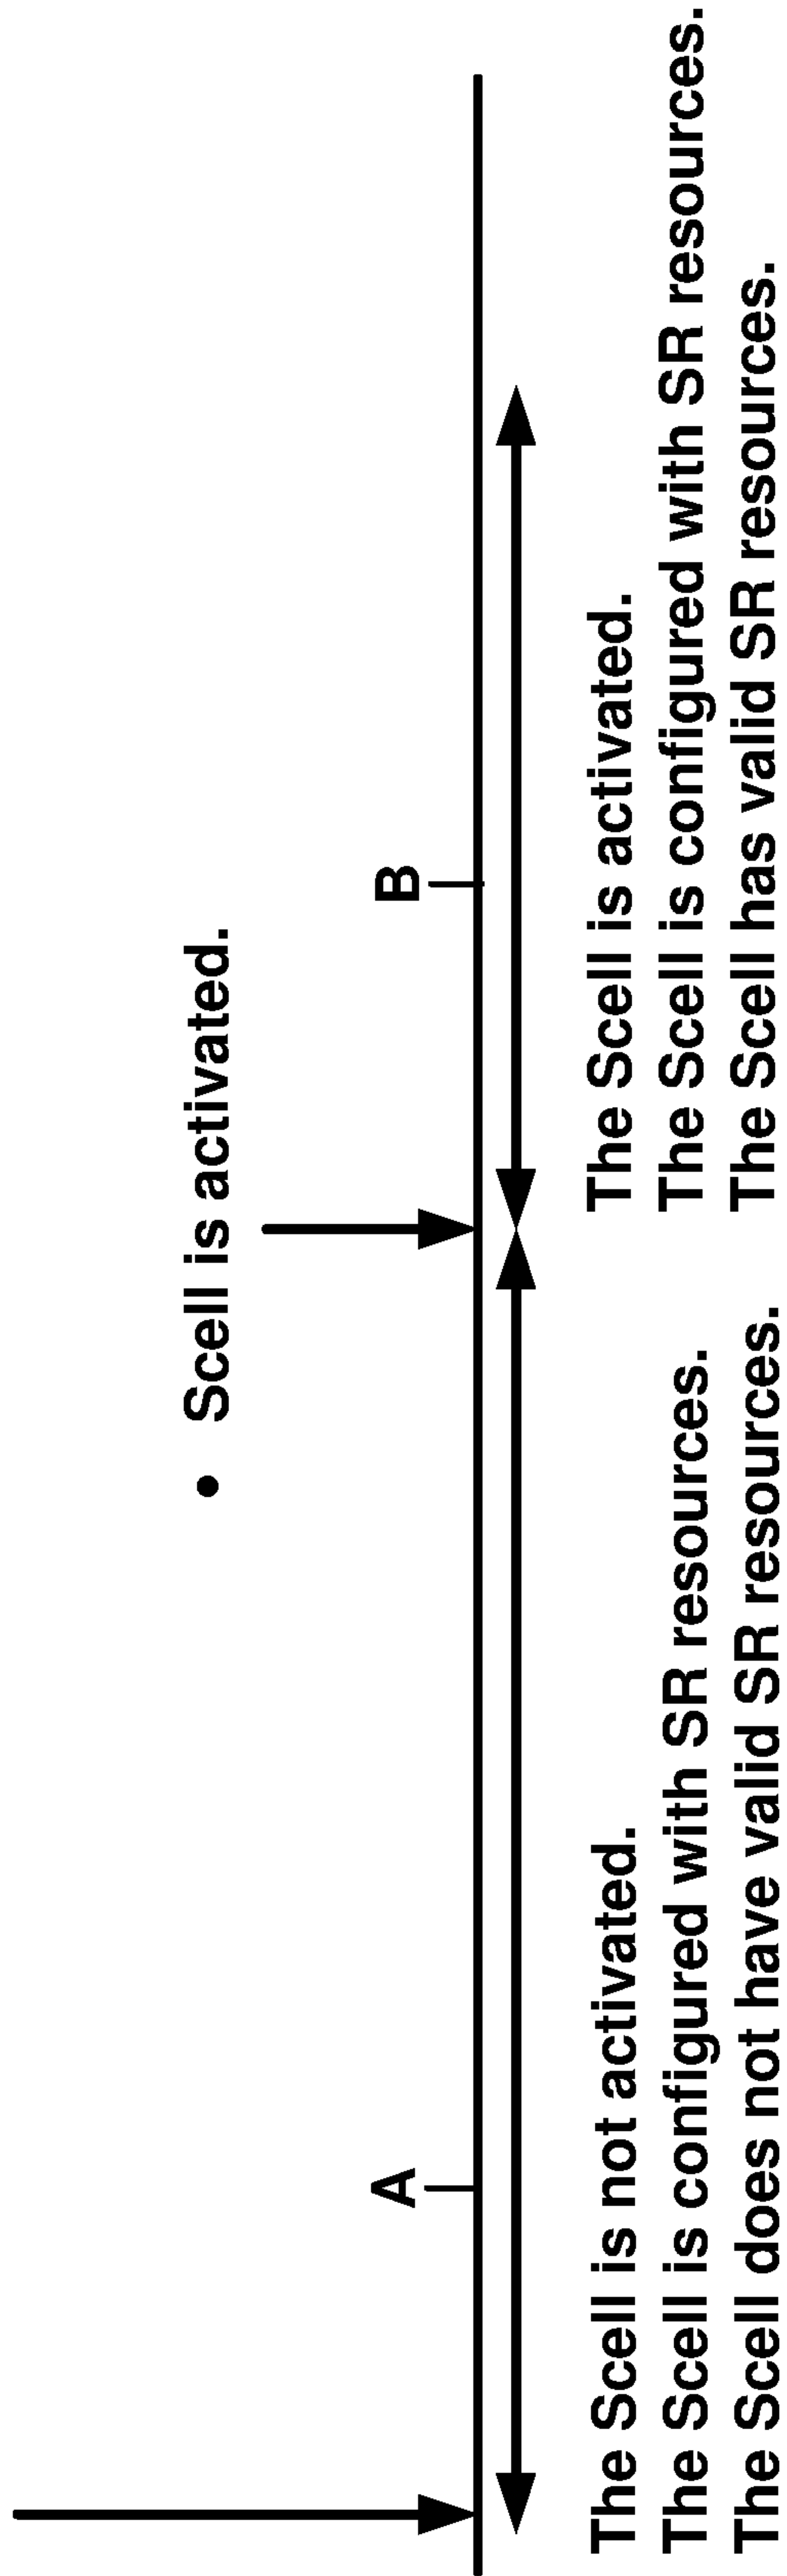 • Scell is activated.
A
B
The Scell is not activated.
The Scell is configured with SR resources.
The Scell does not have valid SR resources.
The Scell is activated.
The Scell is configured with SR resources.
The Scell has valid SR resources.